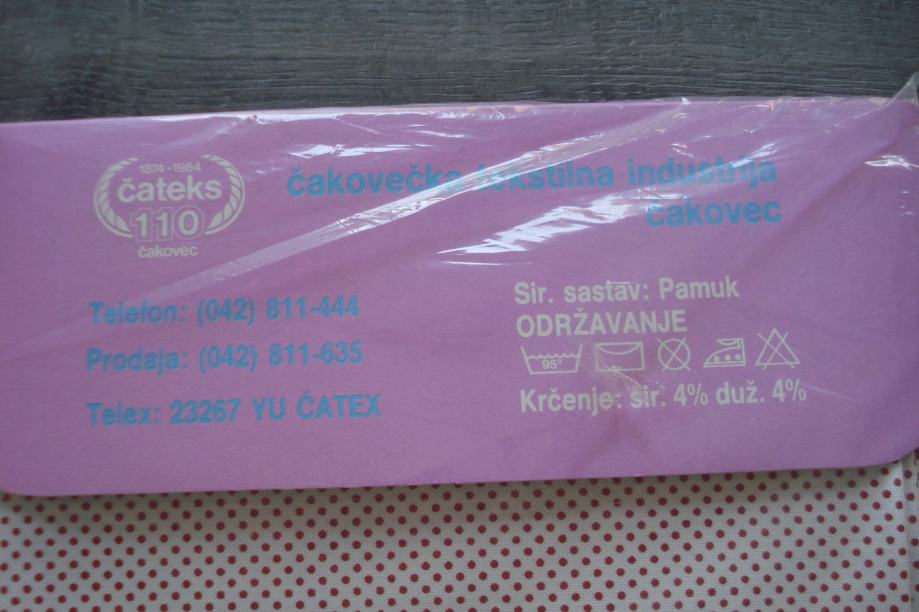 1874-1984
čateks
110
čakovec
čakovečka tekstilna industrija
čakovec
Telefon: (042) 811-444
Prodaja: (042) 811-635
Telex: 23267 YU ČATEX
Sir. sastav: Pamuk
ODRŽAVANJE
95°
Krčenje: šir. 4% duž. 4%